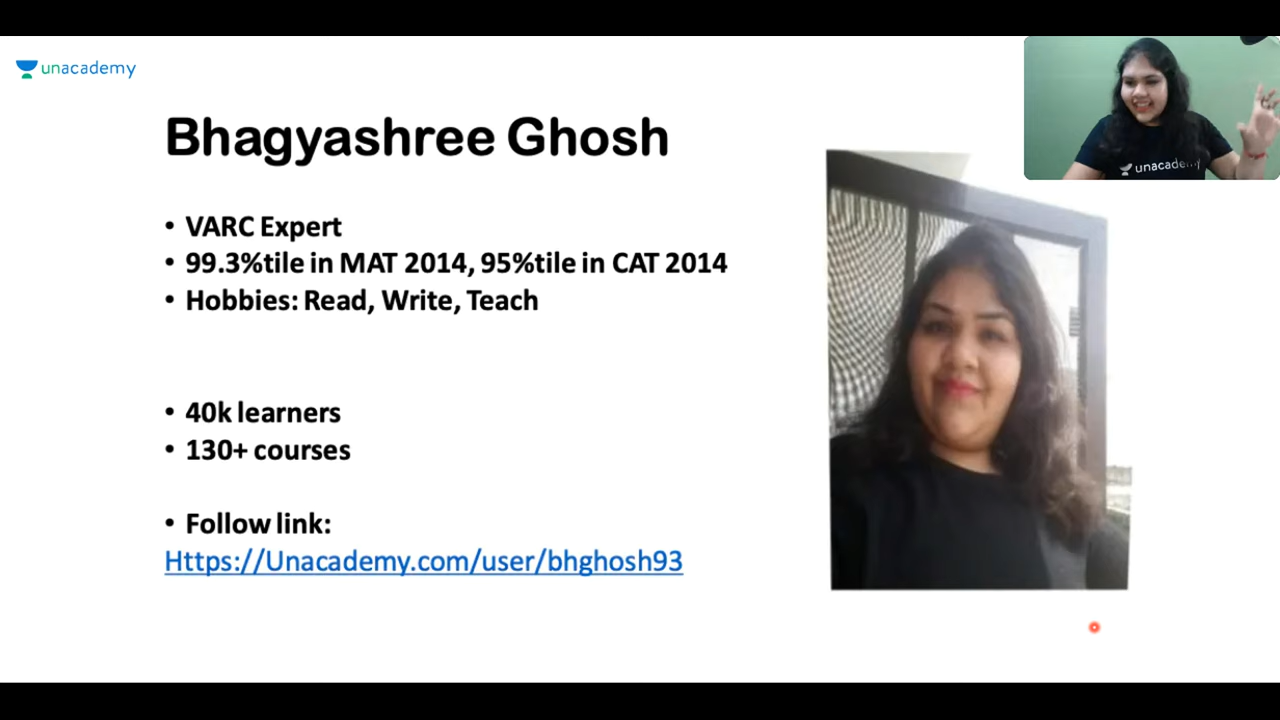 unacademy
unacademy
Bhagyashree Ghosh
• VARC Expert
• 99.3%tile in MAT 2014, 95%tile in CAT 2014
• Hobbies: Read, Write, Teach
• 40k learners
• 130+ courses
• Follow link:
Https://Unacademy.com/user/bhghosh93